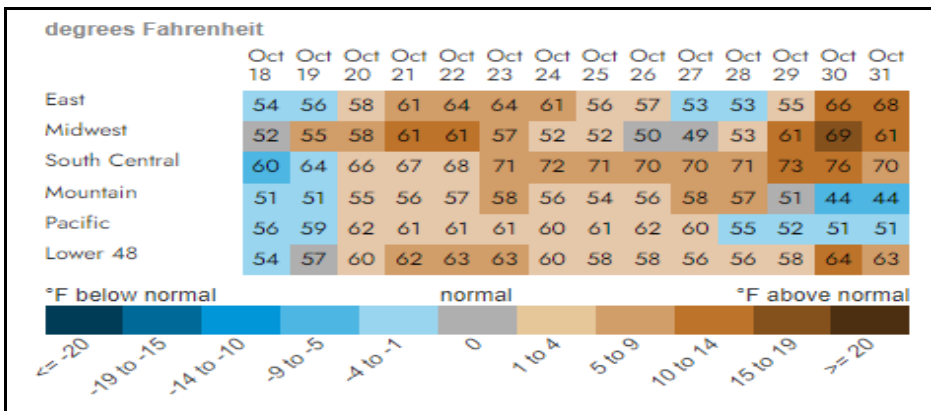 degrees Fahrenheit
Oct Oct Oct Oct Oct Oct Oct Oct Oct Oct Oct Oct Oct Oct
18 19 20 21 22 23 24 25 26 27 28 29 30 31
East 54 56 58 61 64 64 61 56 57 53 53 55 66 68
Midwest 52 55 58 61 61 57 52 52 50 49 53 61 69 61
South Central 60 64 66 67 68 71 72 71 70 70 71 73 76 70
Mountain 51 51 55 56 57 58 56 54 56 58 57 51 44 44
Pacific 56 59 62 61 61 61 60 61 62 60 55 52 51 51
Lower 48 54 57 60 62 63 63 60 58 58 56 56 58 64 63
°F below normal normal °F above normal
<= -20 -19 to -15 -14 to -10 -9 to -5 -4 to -1 0 1 to 4 5 to 9 10 to 14 15 to 19 >= 20